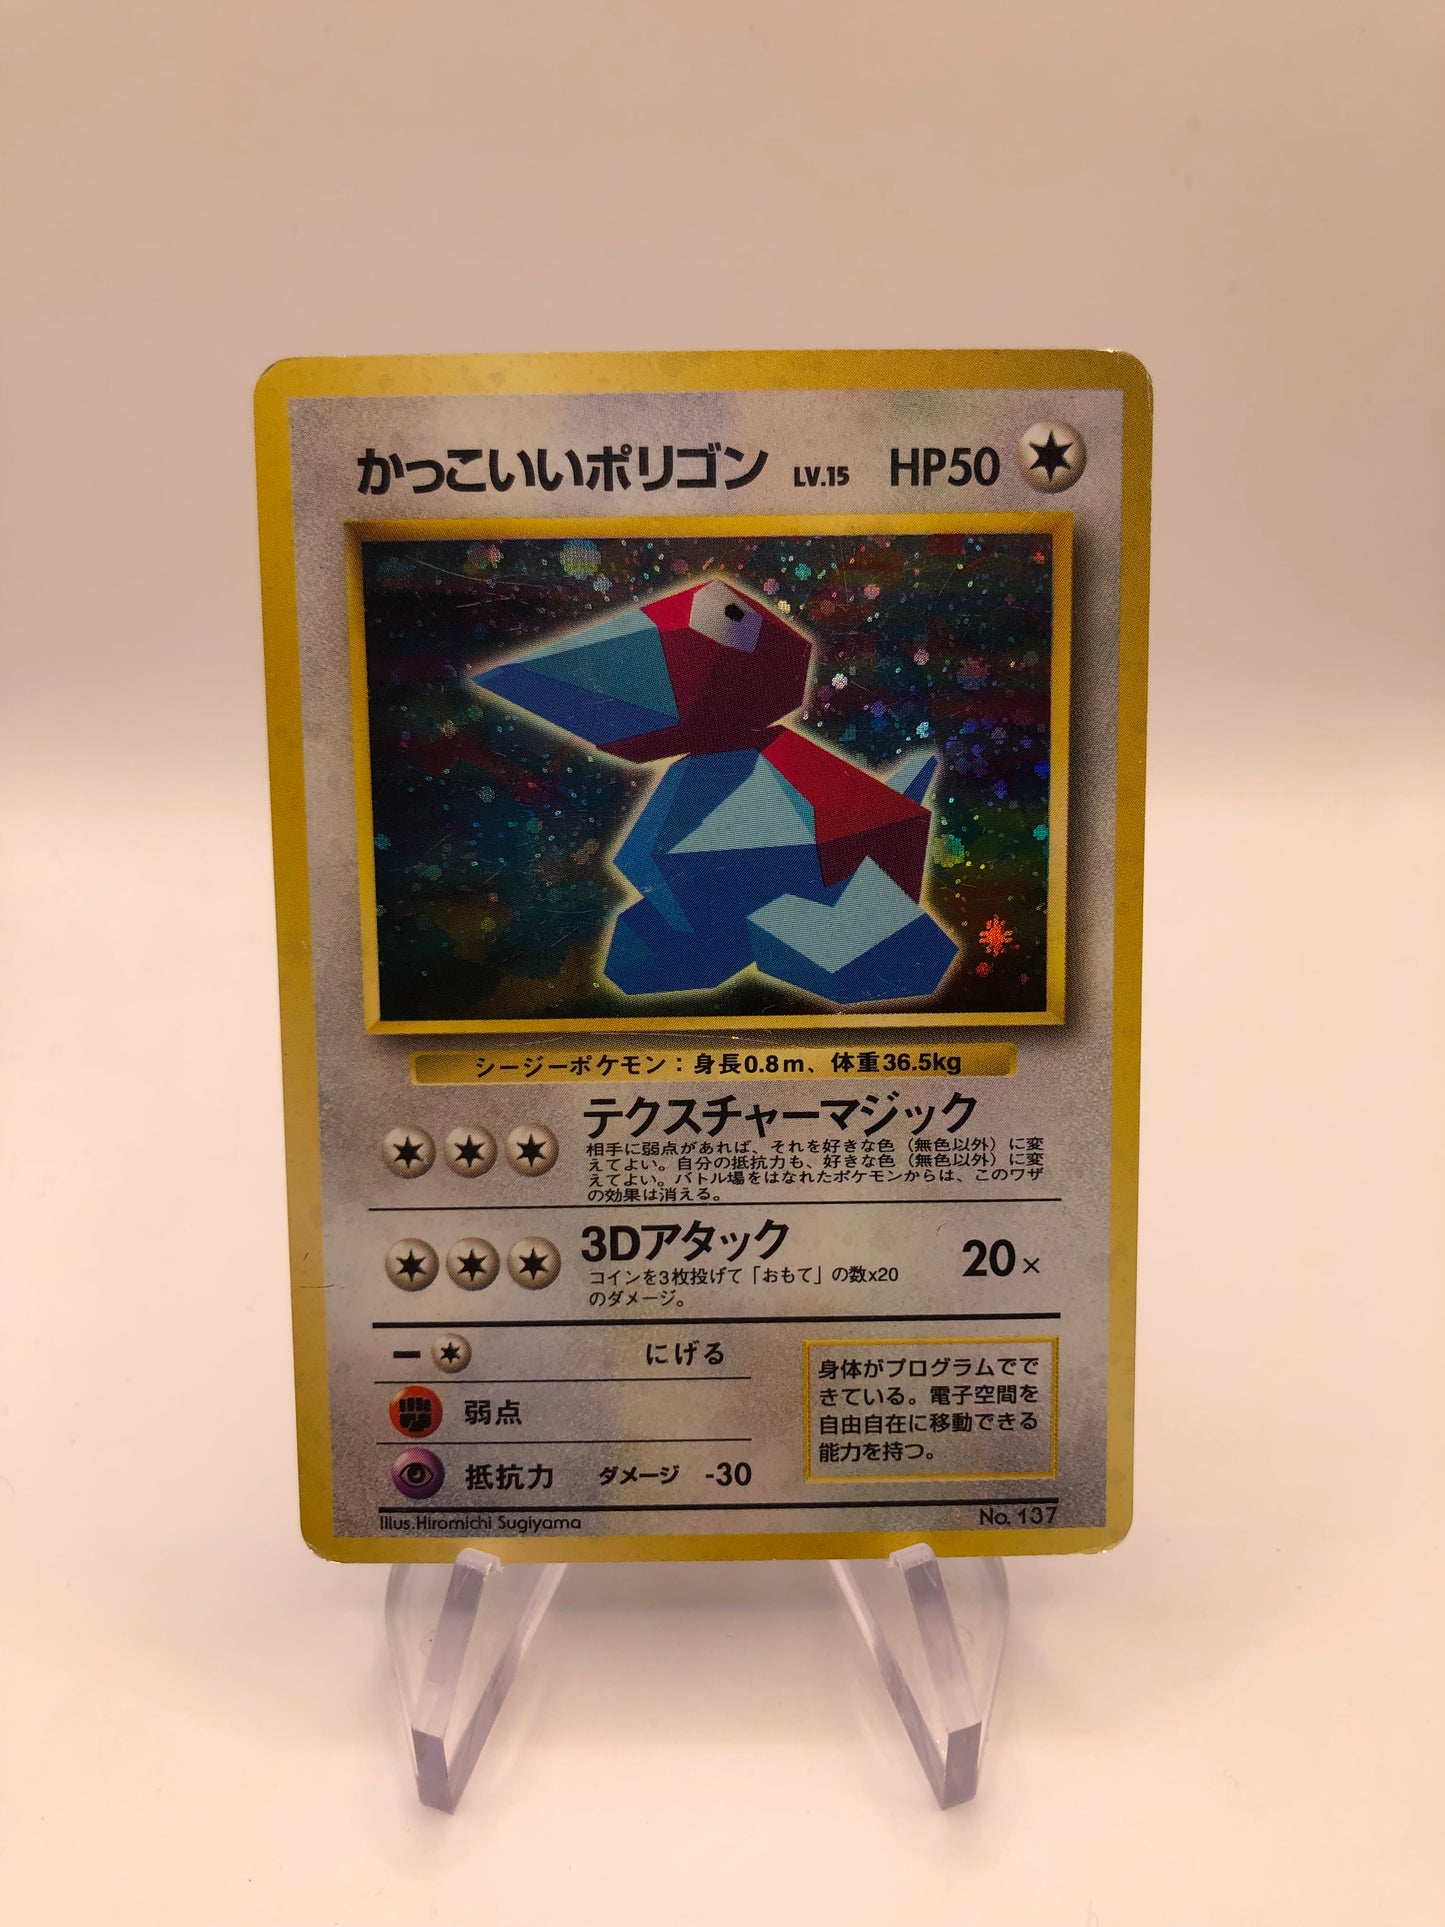 かっこいいポリゴン LV.15 HP50
シージーポケモン：身長0.8m、体重36.5kg
テクスチャーマジック
相手に弱点があれば、それを好きな色（無色以外）に変
えてよい。自分の抵抗力も、好きな色（無色以外）に変
えてよい。バトル場をはなれたポケモンからは、このワザ
の効果は消える。
3Dアタック 20×
コインを3枚投げて「おもて」の数x20
のダメージ。
にげる
弱点
抵抗力 ダメージ -30
身体がプログラムでで
きている。電子空間を
自由自在に移動できる
能力を持つ。
Illus.Hiromichi Sugiyama No. 137